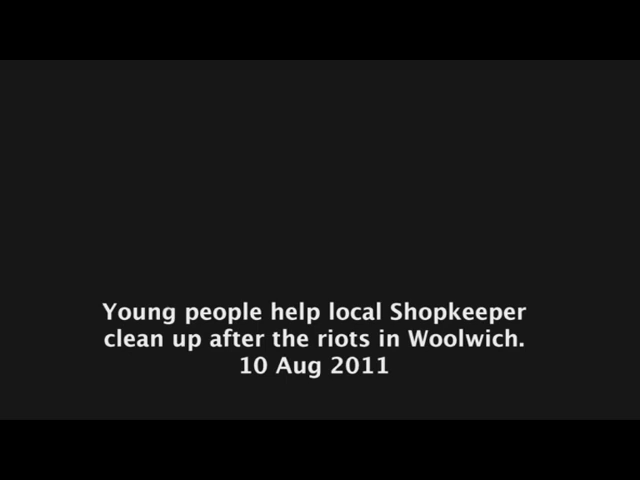 Young people help local Shopkeeper
clean up after the riots in Woolwich.
10 Aug 2011